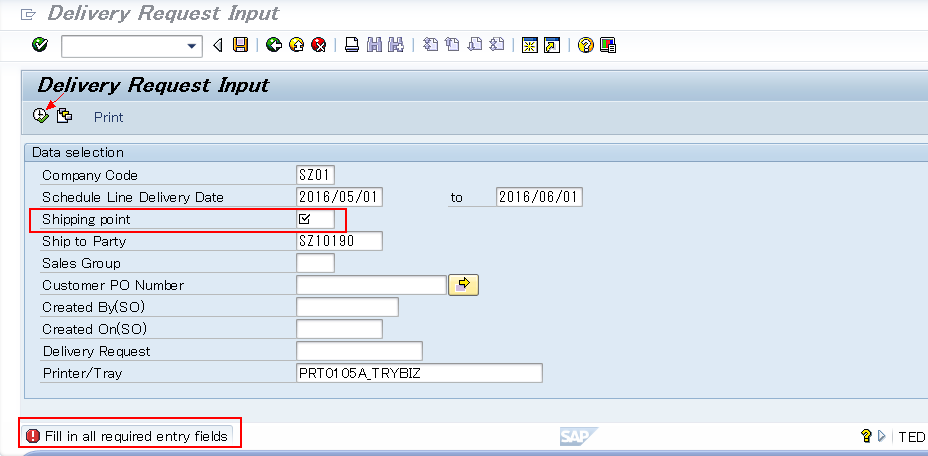 Delivery Request Input
Delivery Request Input
Print
Data selection
Company Code SZ01
Schedule Line Delivery Date 2016/05/01 to 2016/06/01
Shipping point
Ship to Party SZ10190
Sales Group
Customer PO Number
Created By(SO)
Created On(SO)
Delivery Request
Printer/Tray PRT0105A_TRYBIZ
Fill in all required entry fields SAP TED